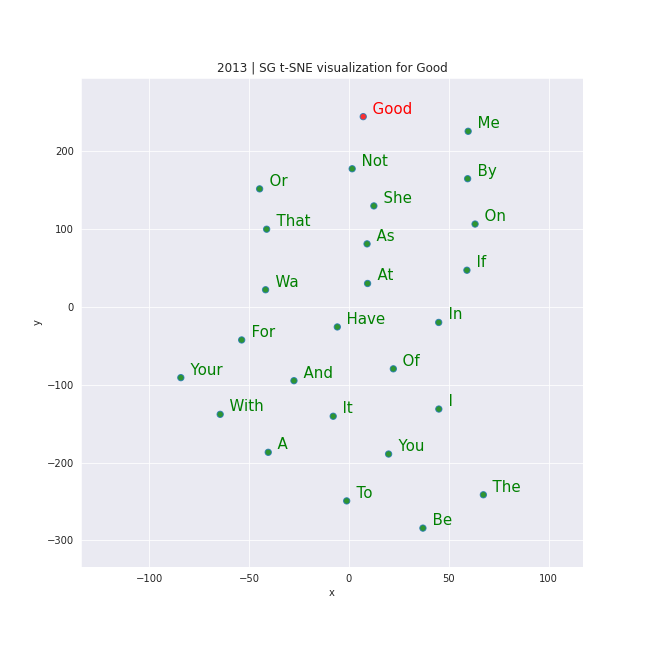 2013 | SG t-SNE visualization for Good
Good
Me
Not
By
Or
She
On
That
As
If
At
Wa
Have
In
For
Of
Your
And
With
It
I
A
You
To
The
Be
200
100
0
−100
−200
−300
y
−100
−50
0
50
100
x